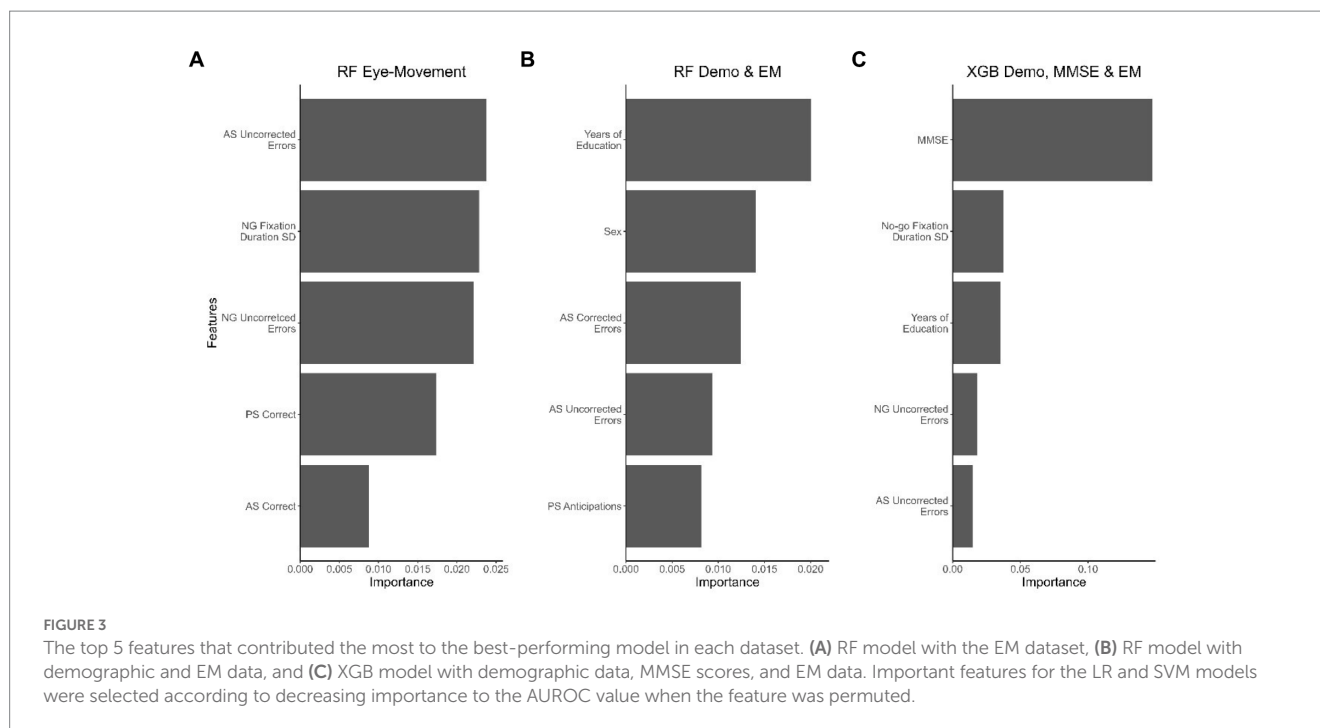 A
RF Eye-Movement
Features
AS Uncorrected
Errors
NG Fixation
Duration SD
NG Uncorretced
Errors
PS Correct
AS Correct
0.000 0.005 0.010 0.015 0.020 0.025
Importance
B
RF Demo & EM
Years of
Education
Sex
AS Corrected
Errors
AS Uncorrected
Errors
PS Anticipations
0.000 0.005 0.010 0.015 0.020
Importance
C
XGB Demo, MMSE & EM
MMSE
No-go Fixation
Duration SD
Years of
Education
NG Uncorrected
Errors
AS Uncorrected
Errors
0.00 0.05 0.10
Importance
FIGURE 3
The top 5 features that contributed the most to the best-performing model in each dataset. (A) RF model with the EM dataset, (B) RF model with
demographic and EM data, and (C) XGB model with demographic data, MMSE scores, and EM data. Important features for the LR and SVM models
were selected according to decreasing importance to the AUROC value when the feature was permuted.